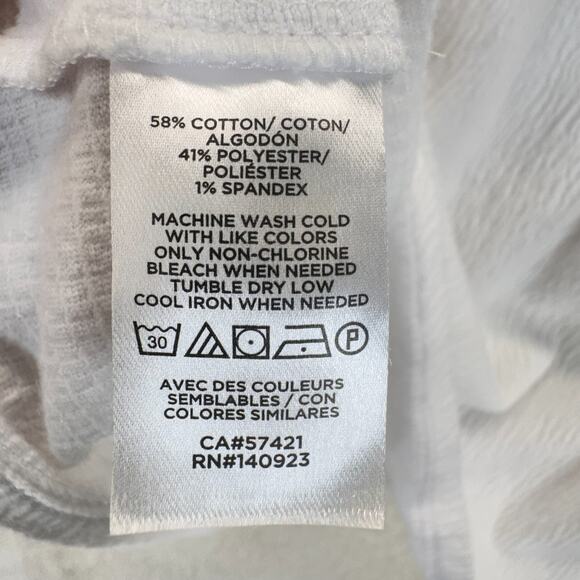 58% COTTON/ COTON/
ALGODÓN
41% POLYESTER/
POLIÉSTER
1% SPANDEX
MACHINE WASH COLD
WITH LIKE COLORS
ONLY NON-CHLORINE
BLEACH WHEN NEEDED
TUMBLE DRY LOW
COOL IRON WHEN NEEDED
30 P
AVEC DES COULEURS
SEMBLABLES / CON
COLORES SIMILARES
CA#57421
RN#140923